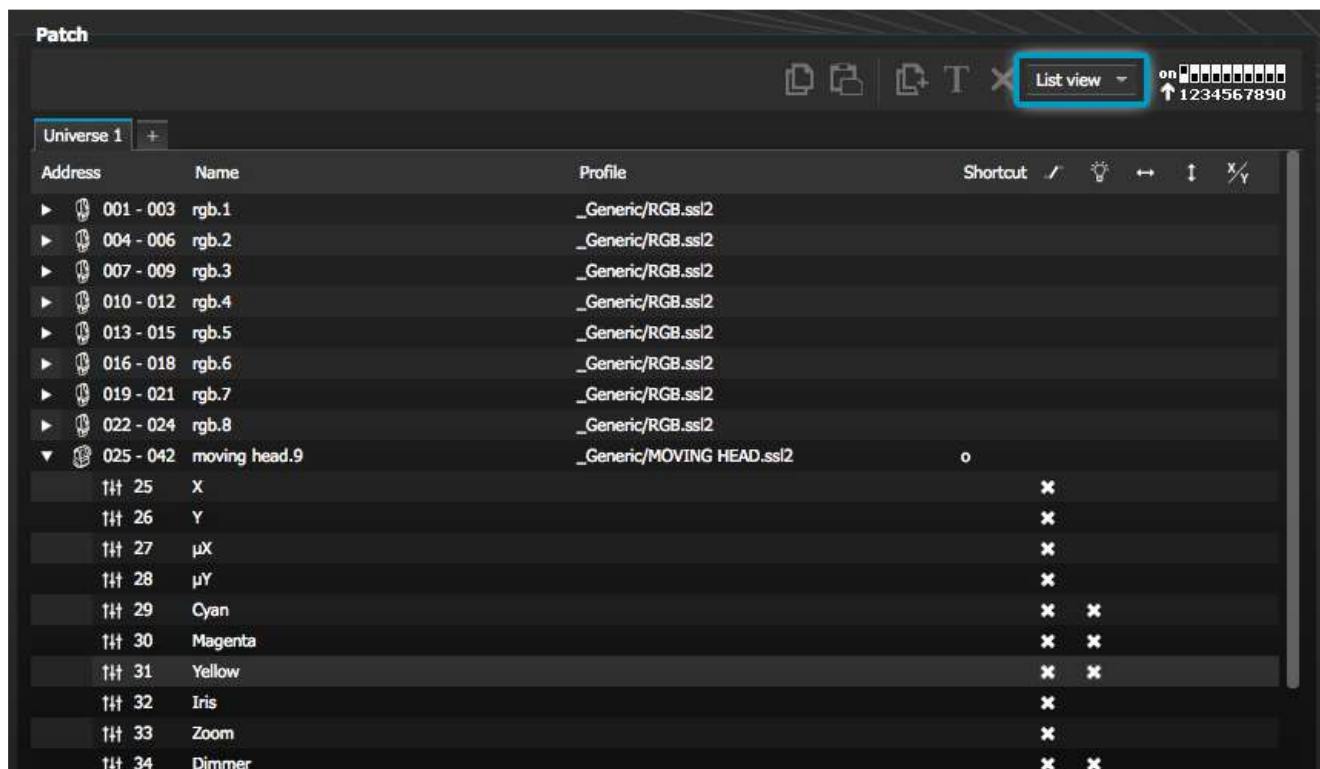 Patch
List view
on
1234567890
Universe 1 +
Address Name Profile Shortcut X/Y
001 - 003 rgb.1 _Generic/RGB.ssl2
004 - 006 rgb.2 _Generic/RGB.ssl2
007 - 009 rgb.3 _Generic/RGB.ssl2
010 - 012 rgb.4 _Generic/RGB.ssl2
013 - 015 rgb.5 _Generic/RGB.ssl2
016 - 018 rgb.6 _Generic/RGB.ssl2
019 - 021 rgb.7 _Generic/RGB.ssl2
022 - 024 rgb.8 _Generic/RGB.ssl2
025 - 042 moving head.9 _Generic/MOVING HEAD.ssl2 o
25 X
26 Y
27 µX
28 µY
29 Cyan
30 Magenta
31 Yellow
32 Iris
33 Zoom
34 Dimmer